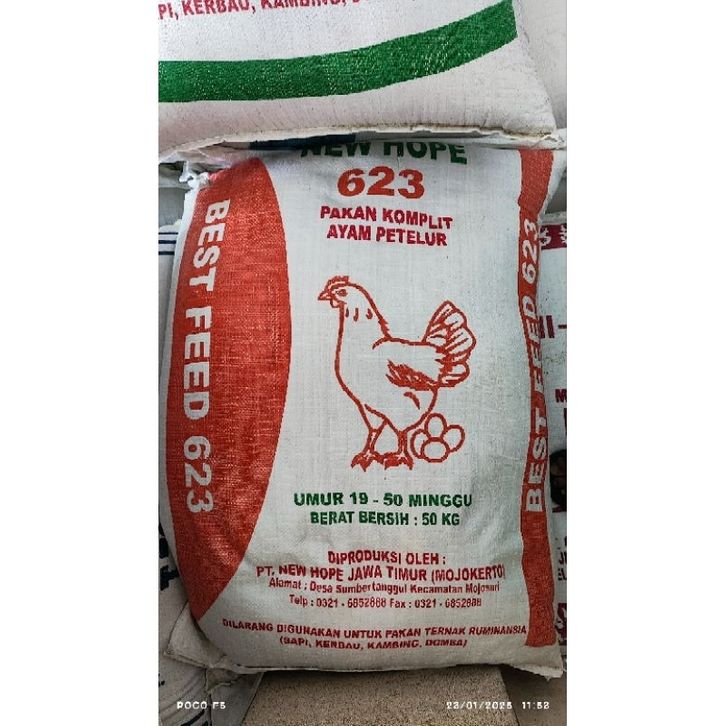 API, KERBAU, KAMBING, D
NEW HOPE
623
PAKAN KOMPLIT
AYAM PETELUR
BEST FEED 623
BEST FEED 623
UMUR 19 - 50 MINGGU
BERAT BERSIH : 50 KG
DIPRODUKSI OLEH :
PT. NEW HOPE JAWA TIMUR (MOJOKERTO)
Alamat : Desa Sumbertanggul Kecamatan Mojosari
Telp : 0321 - 6852888 Fax : 0321 - 6852888
DILARANG DIGUNAKAN UNTUK PAKAN TERNAK RUMINANSIA
(SAPI, KERBAU, KAMBING, DOMBA)
POCO F5
23/01/2025 11:53